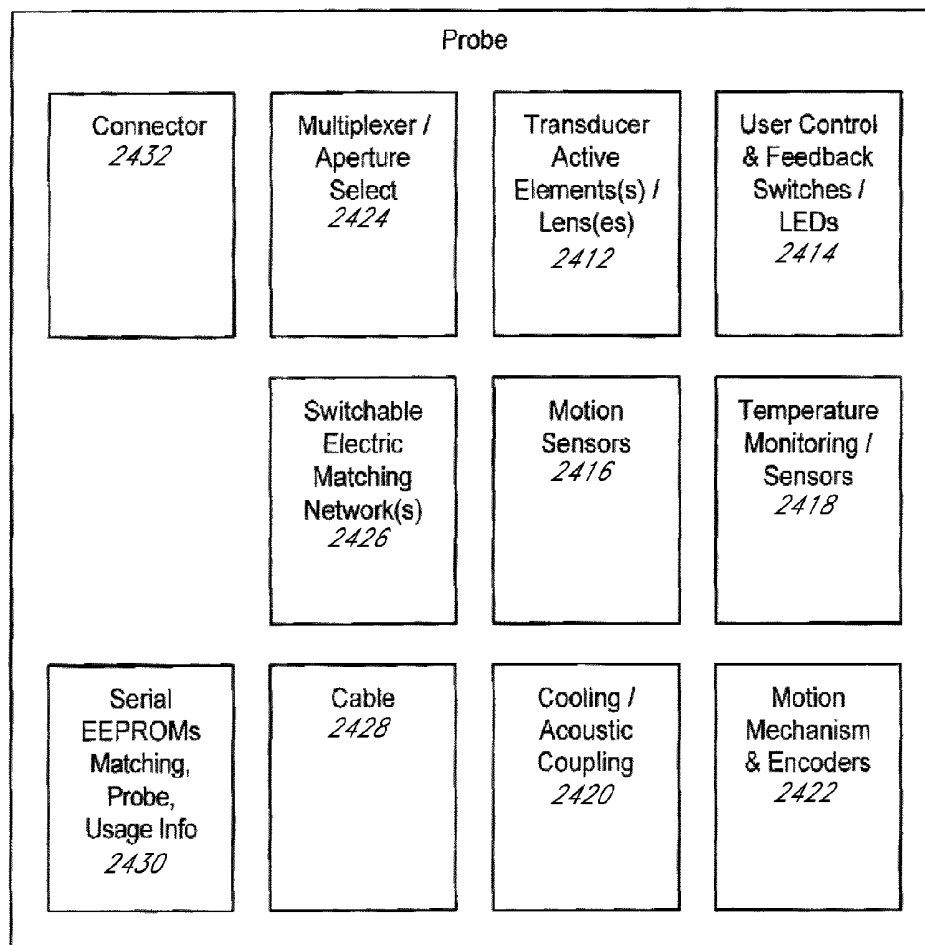 Probe
Connector
2432
Multiplexer /
Aperture
Select
2424
Transducer
Active
Elements(s) /
Lens(es)
2412
User Control
& Feedback
Switches /
LEDs
2414
Switchable
Electric
Matching
Network(s)
2426
Motion
Sensors
2416
Temperature
Monitoring /
Sensors
2418
Serial
EEPROMs
Matching,
Probe,
Usage Info
2430
Cable
2428
Cooling /
Acoustic
Coupling
2420
Motion
Mechanism
& Encoders
2422